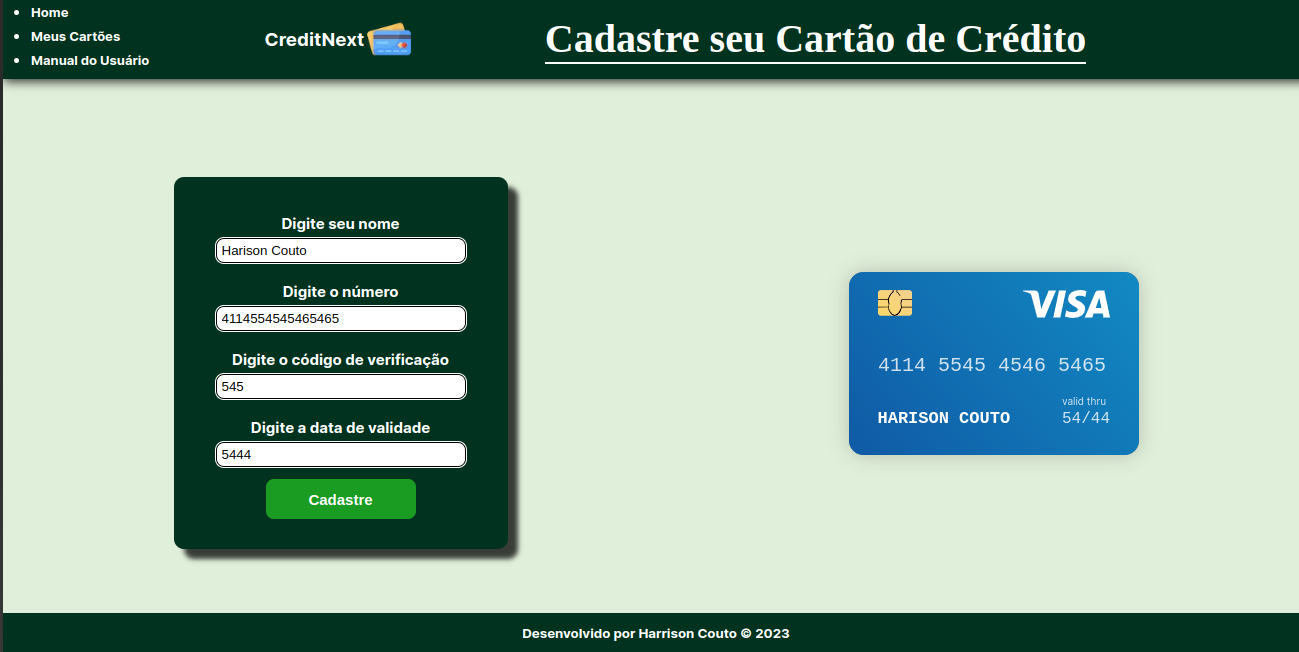 Home
Meus Cartões
Manual do Usuário
CreditNext
Cadastre seu Cartão de Crédito
Digite seu nome
Harison Couto
Digite o número
4114554545465465
Digite o código de verificação
545
Digite a data de validade
5444
Cadastre
VISA
4114 5545 4546 5465
valid thru
HARISON COUTO 54/44
Desenvolvido por Harrison Couto © 2023